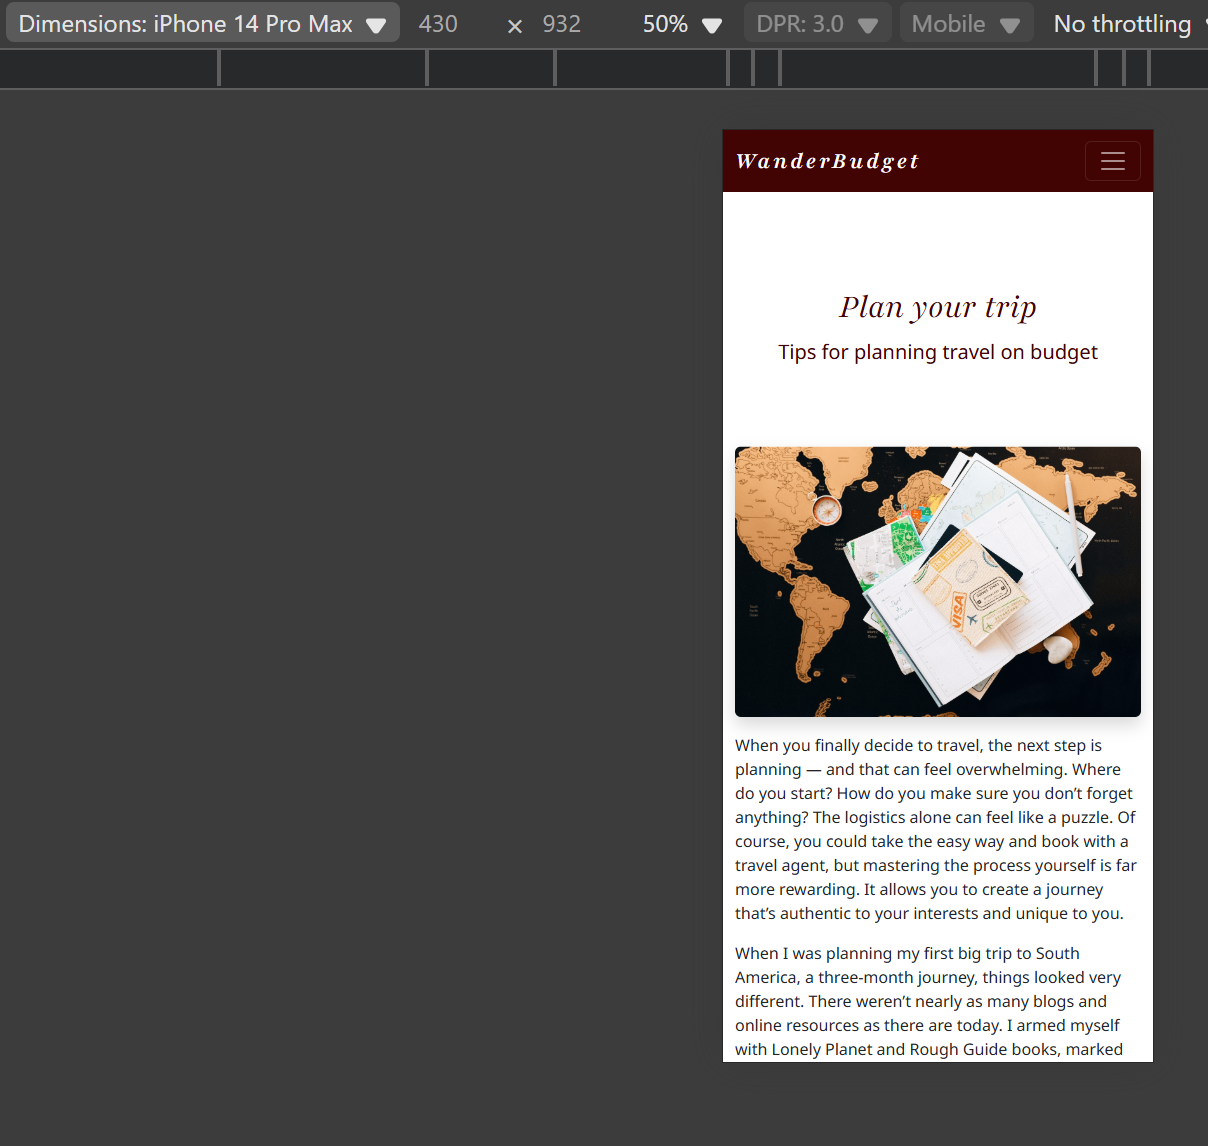 Dimensions: iPhone 14 Pro Max 430 × 932 50% DPR: 3.0 Mobile No throttling
WanderBudget
Plan your trip
Tips for planning travel on budget
VISA
When you finally decide to travel, the next step is
planning — and that can feel overwhelming. Where
do you start? How do you make sure you don’t forget
anything? The logistics alone can feel like a puzzle. Of
course, you could take the easy way and book with a
travel agent, but mastering the process yourself is far
more rewarding. It allows you to create a journey
that’s authentic to your interests and unique to you.
When I was planning my first big trip to South
America, a three-month journey, things looked very
different. There weren’t nearly as many blogs and
online resources as there are today. I armed myself
with Lonely Planet and Rough Guide books, marked